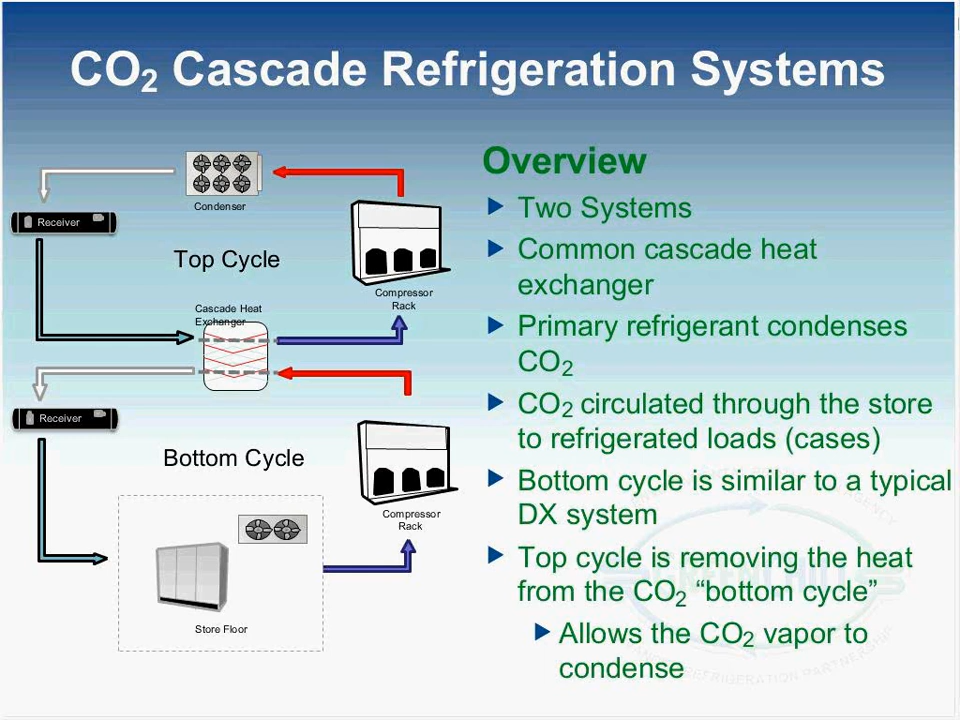 CO₂ Cascade Refrigeration Systems
Condenser
Receiver
Top Cycle
Compressor
Rack
Cascade Heat
Exchanger
Receiver
Bottom Cycle
Compressor
Rack
Store Floor
Overview
Two Systems
Common cascade heat
exchanger
Primary refrigerant condenses
CO₂
CO₂ circulated through the store
to refrigerated loads (cases)
Bottom cycle is similar to a typical
DX system
Top cycle is removing the heat
from the CO₂ “bottom cycle”
Allows the CO₂ vapor to
condense